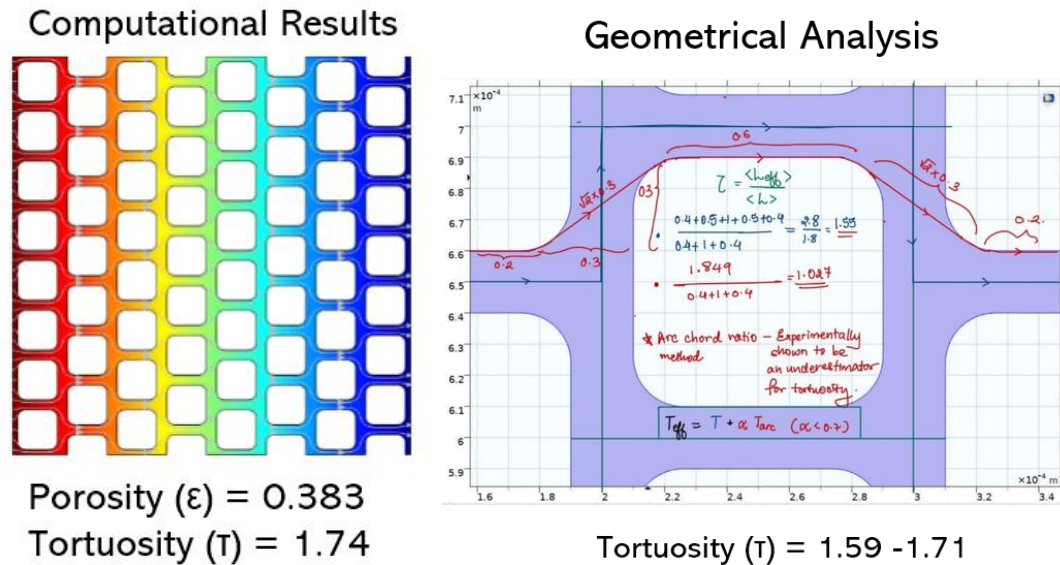 Computational Results
Porosity (ε) = 0.383
Tortuosity (τ) = 1.74
Geometrical Analysis
×10⁻⁴
m
7.1
7
6.9
6.8
6.7
6.6
6.5
6.4
6.3
6.2
6.1
6
5.9
0.6
√2×0.3
03
0.2
0.3
√2×0.3
0.2.
τ = <Leff> / <L>
• 0.4+0.5+1+0.5+0.4 / 0.4+1+0.4 = 2.8 / 1.8 = 1.55
• 1.849 / 0.4+1+0.4 = 1.027
* Arc chord ratio – Experimentally
method shown to be
an underestimator
for tortuosity.
Teff = T + α Tarc (α<0.7)
1.6 1.8 2 2.2 2.4 2.6 2.8 3 3.2 3.4
×10⁻⁴ m
Tortuosity (τ) = 1.59 -1.71